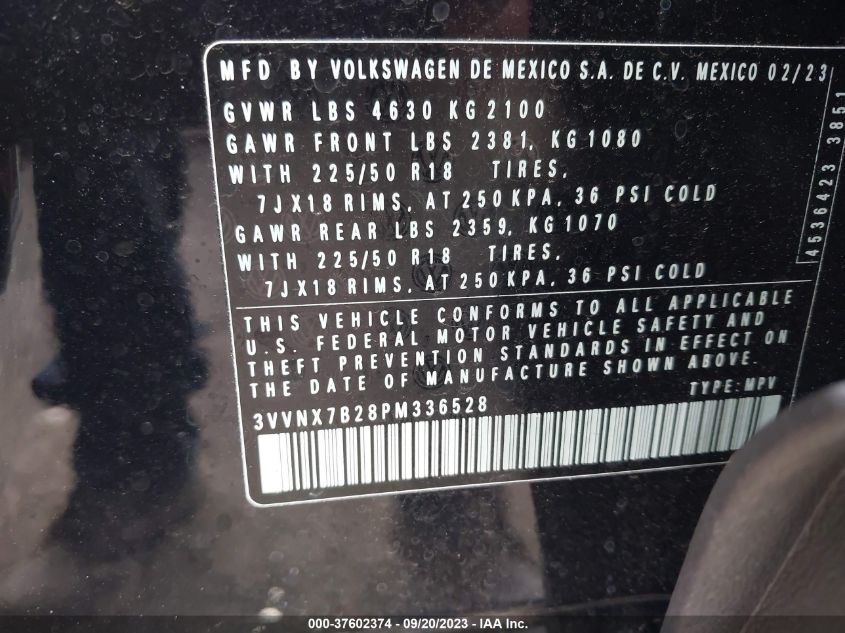 MFD BY VOLKSWAGEN DE MEXICO S.A. DE C.V. MEXICO 02/23
GVWR LBS 4630 KG 2100
GAWR FRONT LBS 2381, KG 1080
WITH 225/50 R18 TIRES,
7JX18 RIMS, AT 250 KPA, 36 PSI COLD
GAWR REAR LBS 2359, KG 1070
WITH 225/50 R18 TIRES,
7JX18 RIMS, AT 250 KPA, 36 PSI COLD
4536423 3851
THIS VEHICLE CONFORMS TO ALL APPLICABLE
U.S. FEDERAL MOTOR VEHICLE SAFETY AND
THEFT PREVENTION STANDARDS IN EFFECT ON
THE DATE OF MANUFACTURE SHOWN ABOVE.
TYPE: MPV
3VVNX7B28PM336528
000-37602374 - 09/20/2023 - IAA Inc.